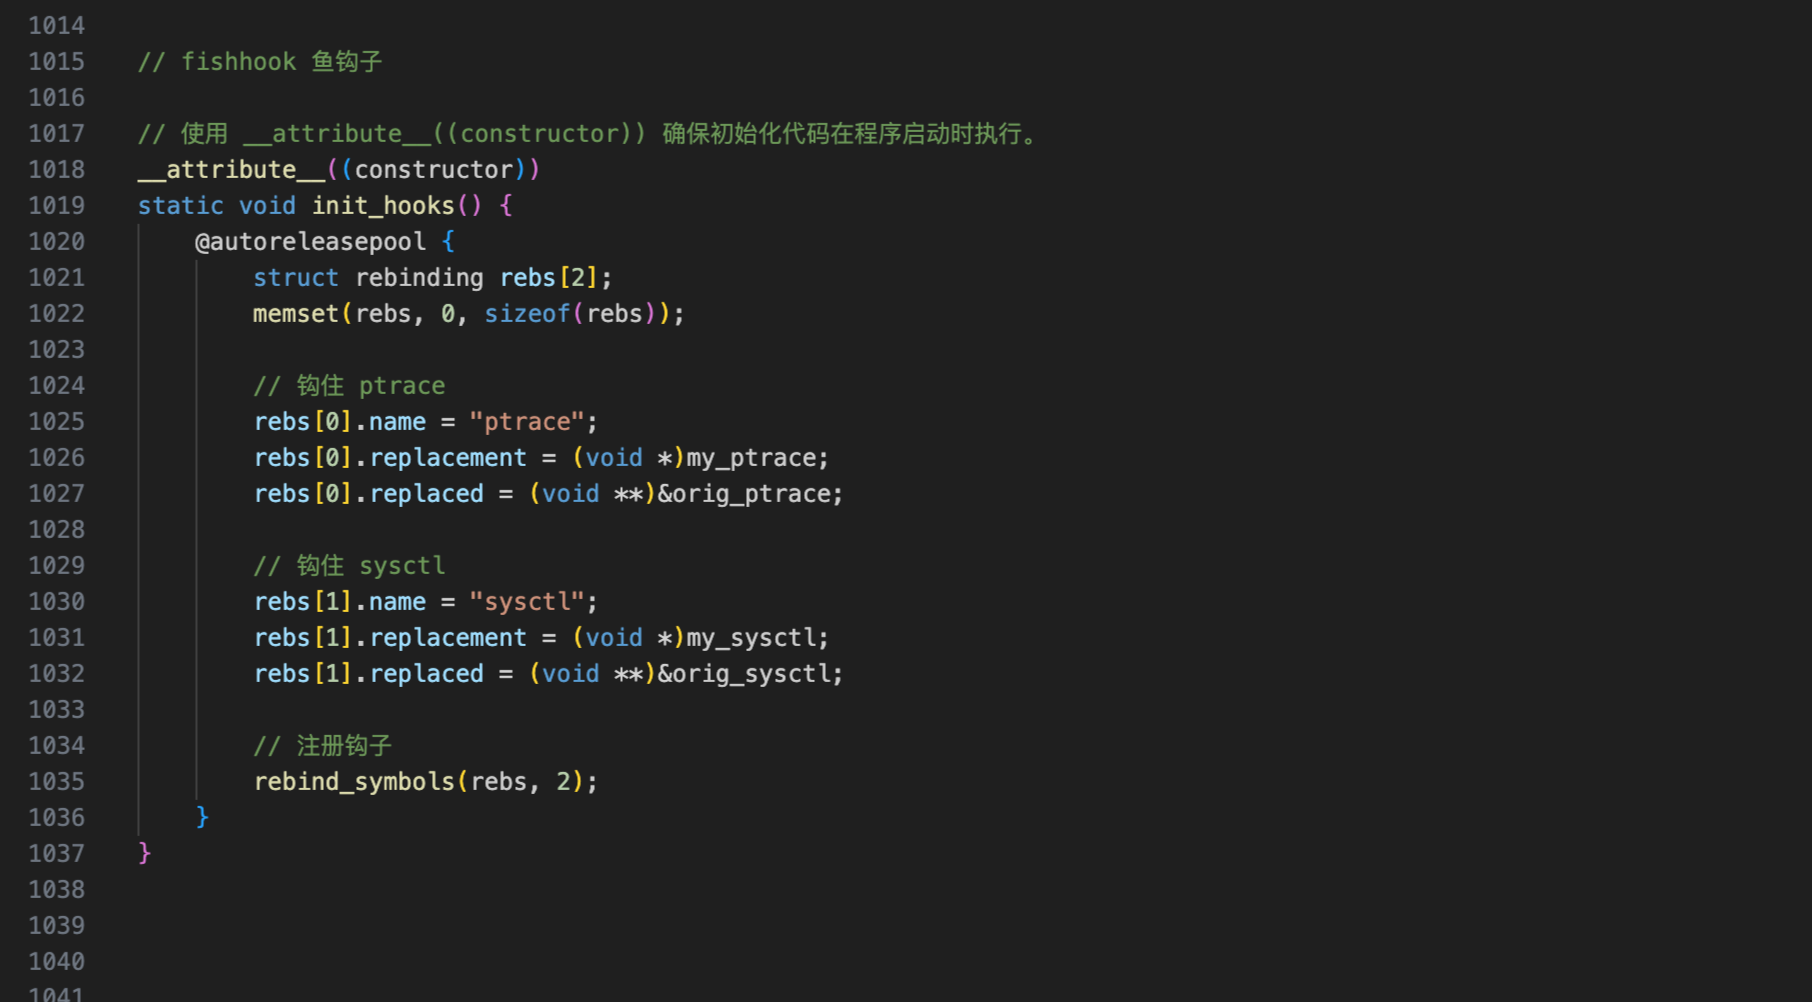 1014
1015 // fishhook 鱼钩子
1016
1017 // 使用 __attribute__((constructor)) 确保初始化代码在程序启动时执行。
1018 __attribute__((constructor))
1019 static void init_hooks() {
1020 @autoreleasepool {
1021 struct rebinding rebs[2];
1022 memset(rebs, 0, sizeof(rebs));
1023
1024 // 钩住 ptrace
1025 rebs[0].name = "ptrace";
1026 rebs[0].replacement = (void *)my_ptrace;
1027 rebs[0].replaced = (void **)&orig_ptrace;
1028
1029 // 钩住 sysctl
1030 rebs[1].name = "sysctl";
1031 rebs[1].replacement = (void *)my_sysctl;
1032 rebs[1].replaced = (void **)&orig_sysctl;
1033
1034 // 注册钩子
1035 rebind_symbols(rebs, 2);
1036 }
1037 }
1038
1039
1040
1041